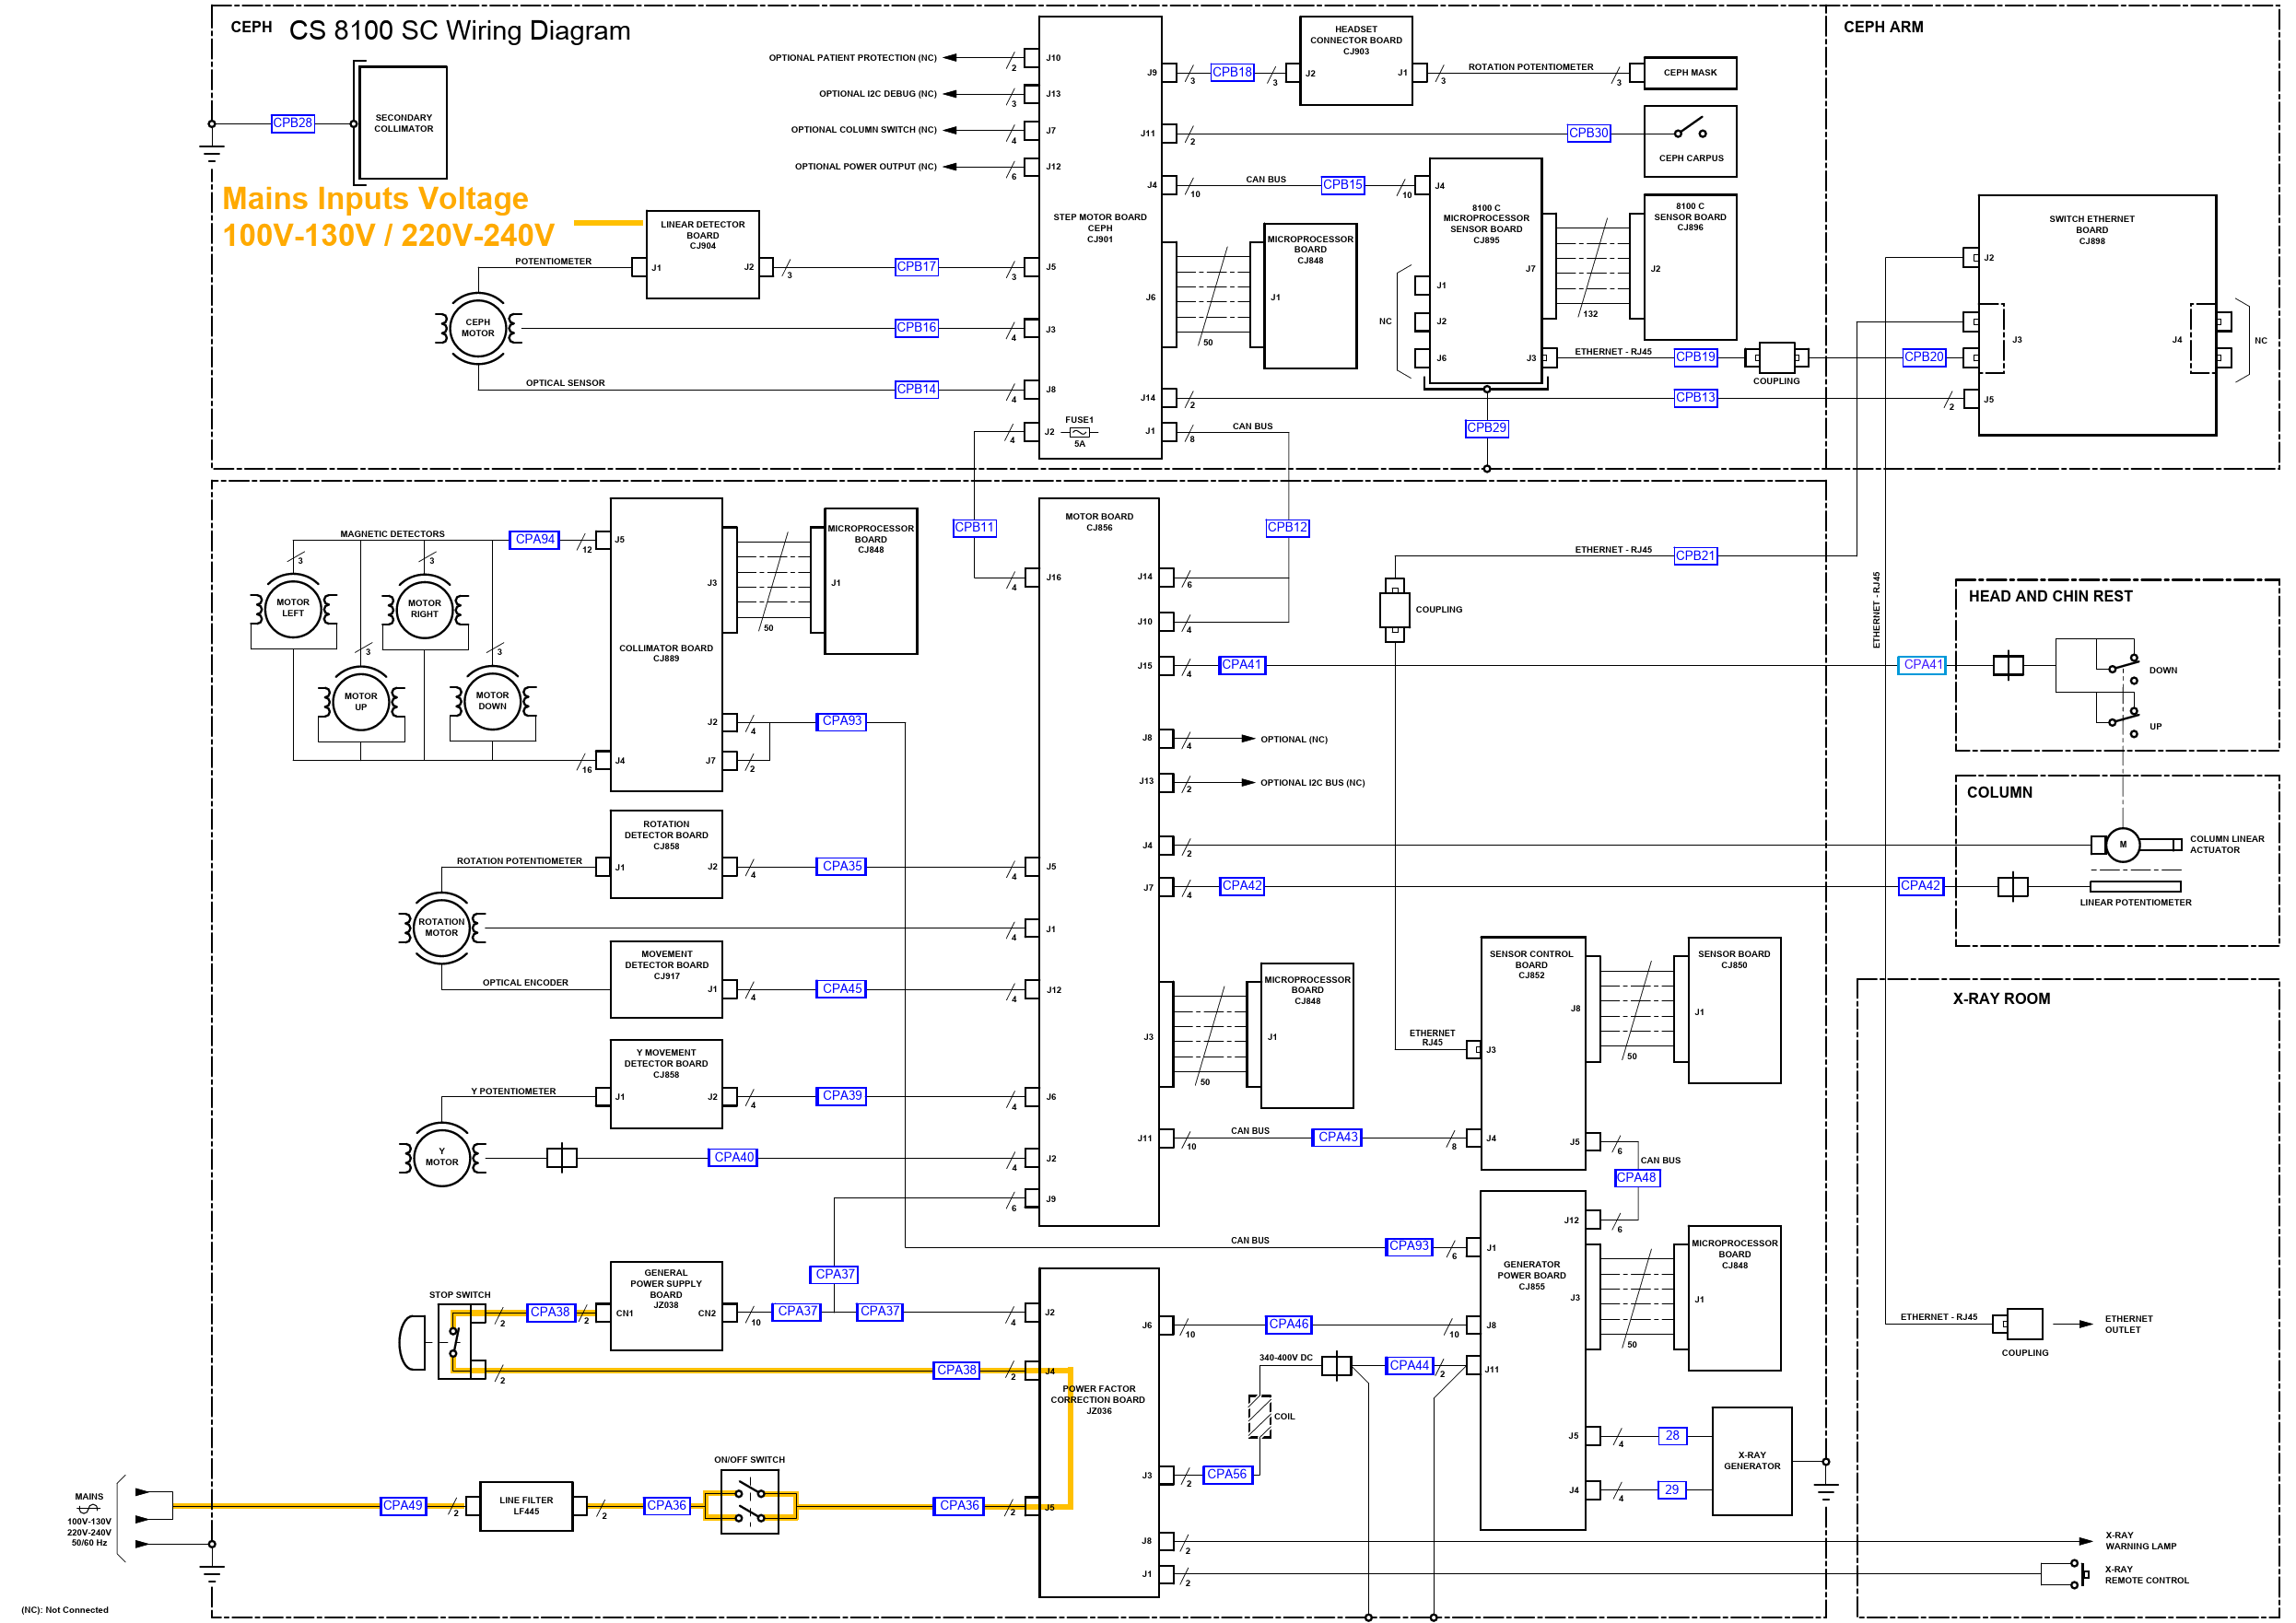 CEPH
CS 8100 SC Wiring Diagram
CEPH ARM
CPB28
SECONDARY
COLLIMATOR
Mains Inputs Voltage
100V-130V / 220V-240V
OPTIONAL PATIENT PROTECTION (NC)
2
J10
OPTIONAL I2C DEBUG (NC)
3
J13
OPTIONAL COLUMN SWITCH (NC)
4
J7
OPTIONAL POWER OUTPUT (NC)
6
J12
STEP MOTOR BOARD
CEPH
CJ901
J9
3
CPB18
3
J2
HEADSET
CONNECTOR BOARD
CJ903
J1
3
ROTATION POTENTIOMETER
3
CEPH MASK
J11
2
CPB30
CEPH CARPUS
J4
10
CAN BUS
CPB15
10
J4
8100 C
MICROPROCESSOR
SENSOR BOARD
CJ895
J7
132
8100 C
SENSOR BOARD
CJ896
J2
J1
J2
J6
NC
J3
ETHERNET - RJ45
CPB19
COUPLING
CPB20
CPB29
SWITCH ETHERNET
BOARD
CJ898
J2
J3
J4
NC
J5
LINEAR DETECTOR
BOARD
CJ904
J1
J2
3
POTENTIOMETER
CPB17
3
J5
CEPH
MOTOR
CPB16
4
J3
OPTICAL SENSOR
CPB14
4
J8
J6
50
MICROPROCESSOR
BOARD
CJ848
J1
J14
2
CPB13
2
4
J2
FUSE1
5A
J1
8
CAN BUS
CPB11
CPB12
MAGNETIC DETECTORS
CPA94
12
J5
3
3
3
3
MOTOR
LEFT
MOTOR
RIGHT
MOTOR
UP
MOTOR
DOWN
16
J4
COLLIMATOR BOARD
CJ889
J3
50
MICROPROCESSOR
BOARD
CJ848
J1
J2
4
CPA93
J7
2
MOTOR BOARD
CJ856
4
J16
J14
6
J10
4
J15
4
CPA41
CPA41
J8
4
OPTIONAL (NC)
J13
2
OPTIONAL I2C BUS (NC)
J4
2
J7
4
CPA42
CPA42
ETHERNET - RJ45
CPB21
COUPLING
ETHERNET - RJ45
HEAD AND CHIN REST
DOWN
UP
COLUMN
M
COLUMN LINEAR
ACTUATOR
LINEAR POTENTIOMETER
ROTATION
DETECTOR BOARD
CJ858
ROTATION POTENTIOMETER
J1
J2
4
CPA35
4
J5
ROTATION
MOTOR
4
J1
MOVEMENT
DETECTOR BOARD
CJ917
OPTICAL ENCODER
J1
4
CPA45
4
J12
Y MOVEMENT
DETECTOR BOARD
CJ858
Y POTENTIOMETER
J1
J2
4
CPA39
4
J6
Y
MOTOR
CPA40
4
J2
6
J9
J3
50
MICROPROCESSOR
BOARD
CJ848
J1
J11
10
CAN BUS
CPA43
8
J4
ETHERNET
RJ45
J3
SENSOR CONTROL
BOARD
CJ852
J8
50
SENSOR BOARD
CJ850
J1
J5
6
CAN BUS
CPA48
X-RAY ROOM
J12
6
CAN BUS
CPA93
6
J1
GENERATOR
POWER BOARD
CJ855
J3
50
MICROPROCESSOR
BOARD
CJ848
J1
STOP SWITCH
2
CPA38
2
CN1
GENERAL
POWER SUPPLY
BOARD
JZ038
CN2
10
CPA37
CPA37
CPA37
4
J2
2
CPA38
2
J4
POWER FACTOR
CORRECTION BOARD
JZ036
J6
10
CPA46
10
J8
340-400V DC
CPA44
2
J11
COIL
J3
2
CPA56
J5
4
28
J4
4
29
X-RAY
GENERATOR
ETHERNET - RJ45
COUPLING
ETHERNET
OUTLET
MAINS
100V-130V
220V-240V
50/60 Hz
CPA49
2
LINE FILTER
LF445
2
CPA36
ON/OFF SWITCH
CPA36
2
J5
J8
2
X-RAY
WARNING LAMP
J1
2
X-RAY
REMOTE CONTROL
(NC): Not Connected